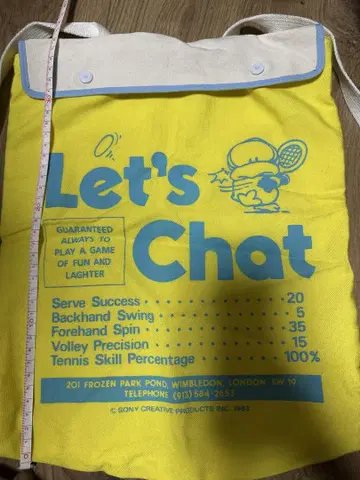 Let's
Chat
GUARANTEED
ALWAYS TO
PLAY A GAME
OF FUN AND
LAGHTER
Serve Success · · · · · · · · · 20
Backhand Swing · · · · · · · · 5
Forehand Spin · · · · · · · · · 35
Volley Precision · · · · · · · · 15
Tennis Skill Percentage · · · · 100%
201 FROZEN PARK POND, WIMBLEDON, LONDON SW 19
TELEPHONE (913) 584-2653
© SONY CREATIVE PRODUCTS INC. 1983